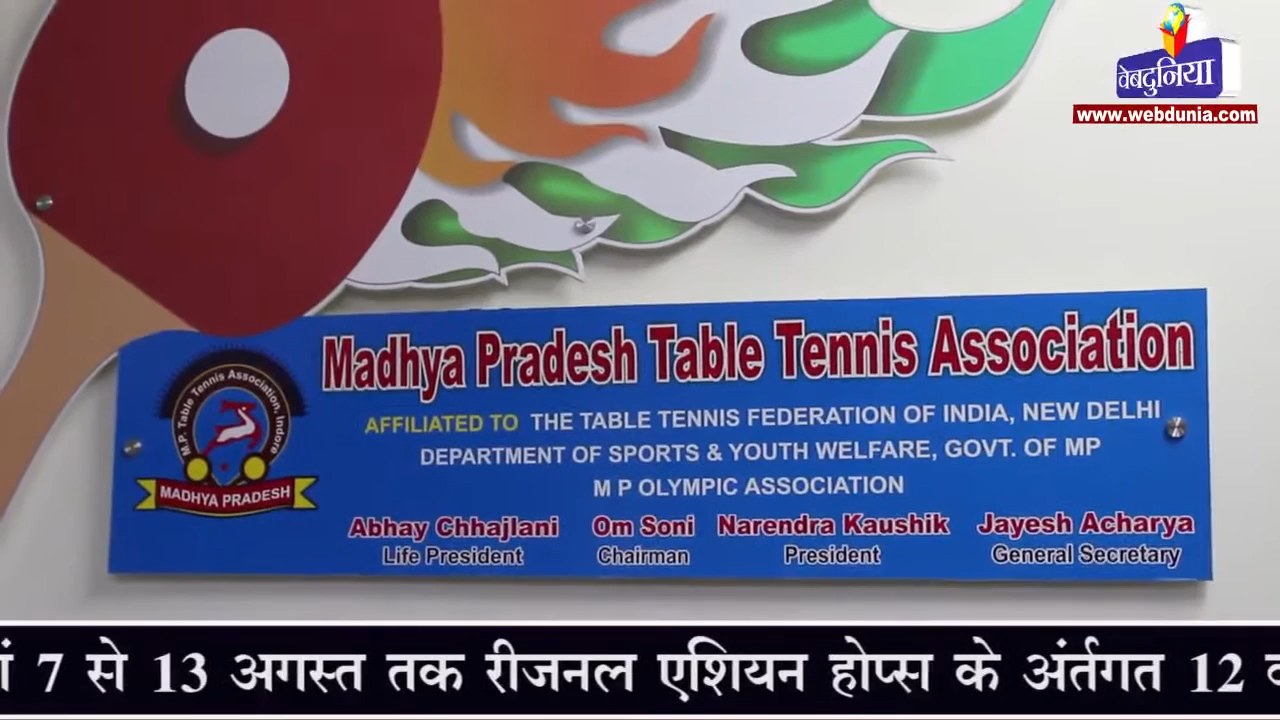 वेबदुनिया
www.webdunia.com
Madhya Pradesh Table Tennis Association
M.P. Table Tennis Association, Indore
MADHYA PRADESH
AFFILIATED TO THE TABLE TENNIS FEDERATION OF INDIA, NEW DELHI
DEPARTMENT OF SPORTS & YOUTH WELFARE, GOVT. OF MP
M P OLYMPIC ASSOCIATION
Abhay Chhajlani Om Soni Narendra Kaushik Jayesh Acharya
Life President Chairman President General Secretary
7 से 13 अगस्त तक रीजनल एशियन होप्स के अंर्तगत 12